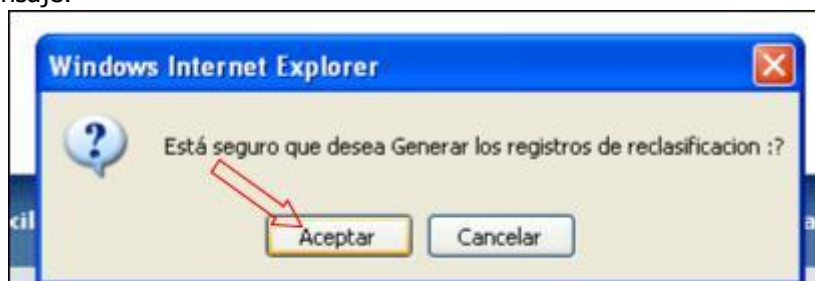 Windows Internet Explorer
Está seguro que desea Generar los registros de reclasificacion :?
Aceptar
Cancelar